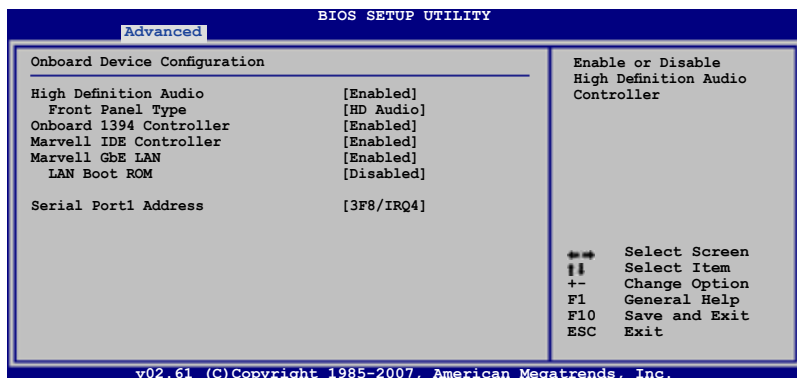 BIOS SETUP UTILITY
Advanced
Onboard Device Configuration
High Definition Audio [Enabled]
Front Panel Type [HD Audio]
Onboard 1394 Controller [Enabled]
Marvell IDE Controller [Enabled]
Marvell GbE LAN [Enabled]
LAN Boot ROM [Disabled]
Serial Port1 Address [3F8/IRQ4]
Enable or Disable
High Definition Audio
Controller
←→ Select Screen
↑↓ Select Item
+- Change Option
F1 General Help
F10 Save and Exit
ESC Exit
v02.61 (C)Copyright 1985-2007, American Megatrends, Inc.